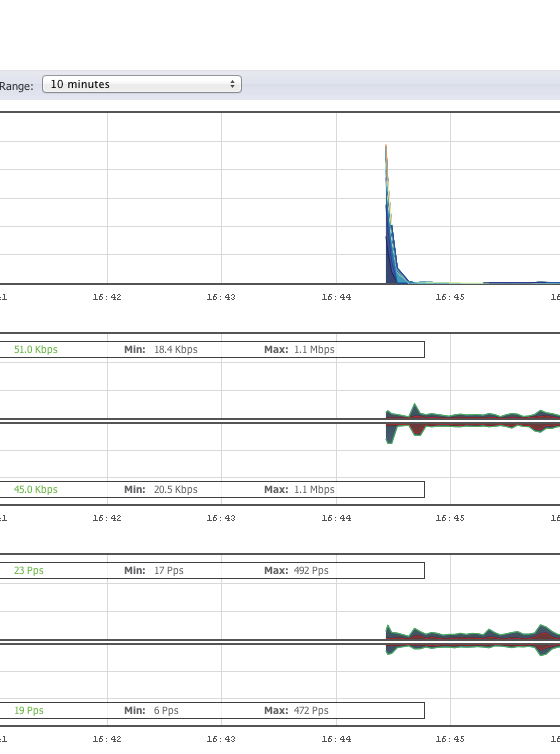 Range: 10 minutes
16:42 16:43 16:44 16:45
51.0 Kbps Min: 18.4 Kbps Max: 1.1 Mbps
45.0 Kbps Min: 20.5 Kbps Max: 1.1 Mbps
16:42 16:43 16:44 16:45
23 Pps Min: 17 Pps Max: 492 Pps
19 Pps Min: 6 Pps Max: 472 Pps
16:42 16:43 16:44 16:45